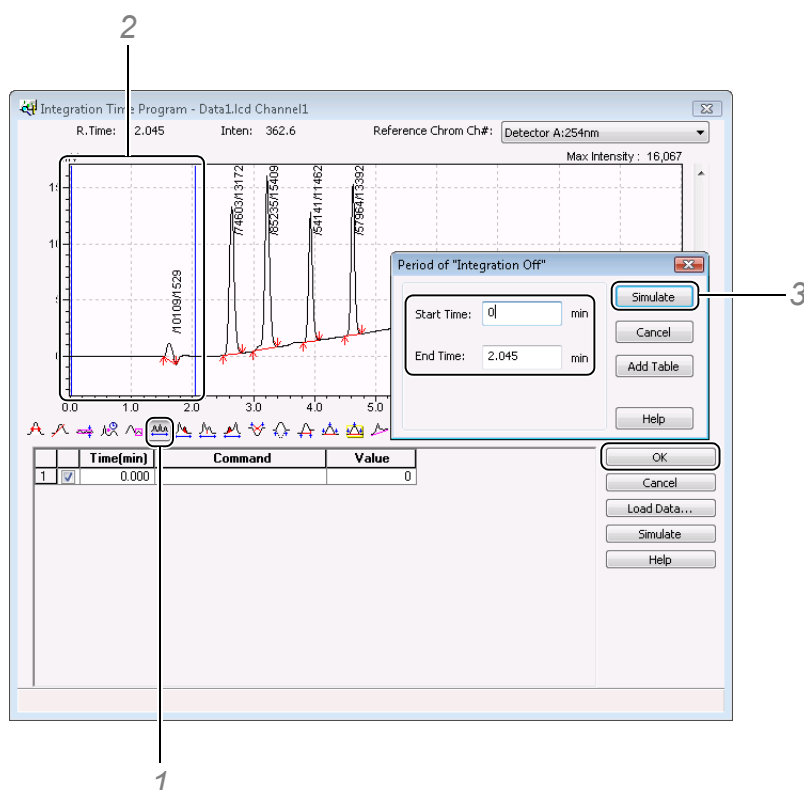 2
Integration Time Program - Data1.lcd Channel1
R.Time: 2.045 Inten: 362.6 Reference Chrom Ch#: Detector A:254nm
Max Intensity : 16,067
/10109/1529
/74603/13172
/85235/15409
/54141/11462
/57964/13392
0.0 1.0 2.0 3.0 4.0 5.0
Period of "Integration Off"
Start Time: 0 min
End Time: 2.045 min
Simulate
Cancel
Add Table
Help
3
Time(min) Command Value
1 0.000 0
OK
Cancel
Load Data...
Simulate
Help
1